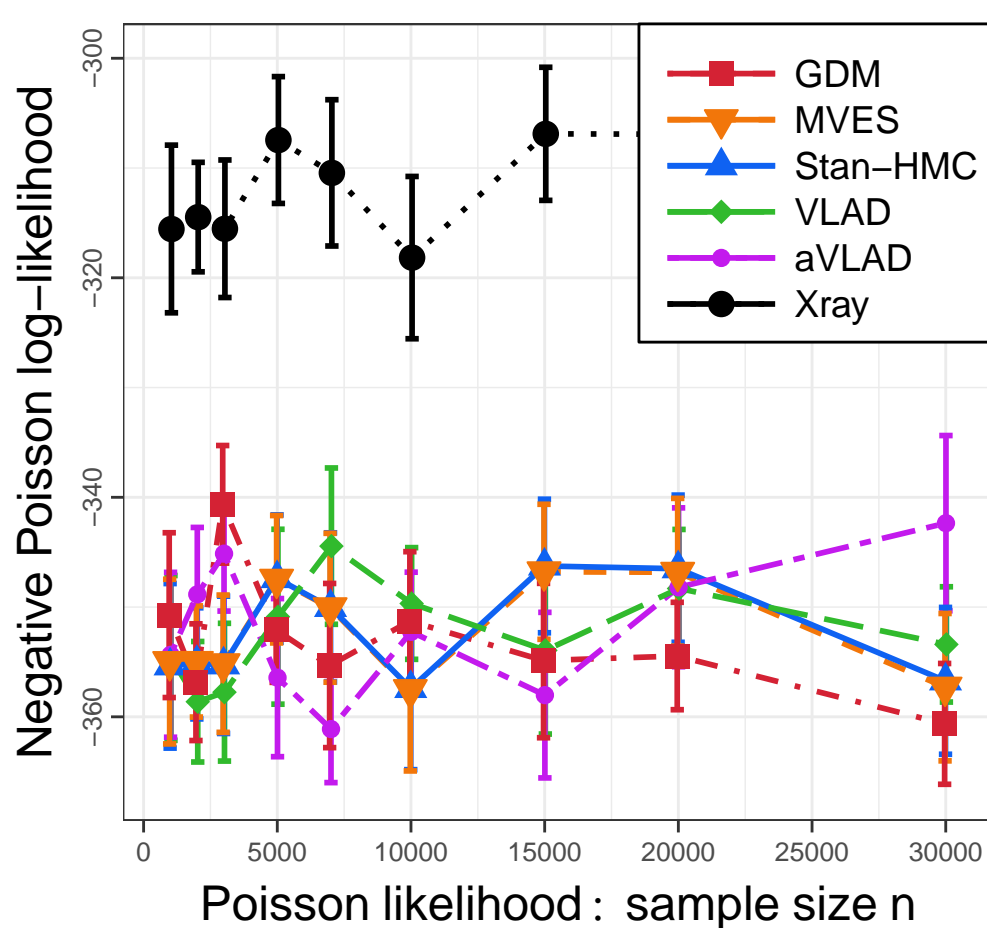 Negative Poisson log−likelihood
−300
−320
−340
−360
GDM
MVES
Stan−HMC
VLAD
aVLAD
Xray
0 5000 10000 15000 20000 25000 30000
Poisson likelihood : sample size n